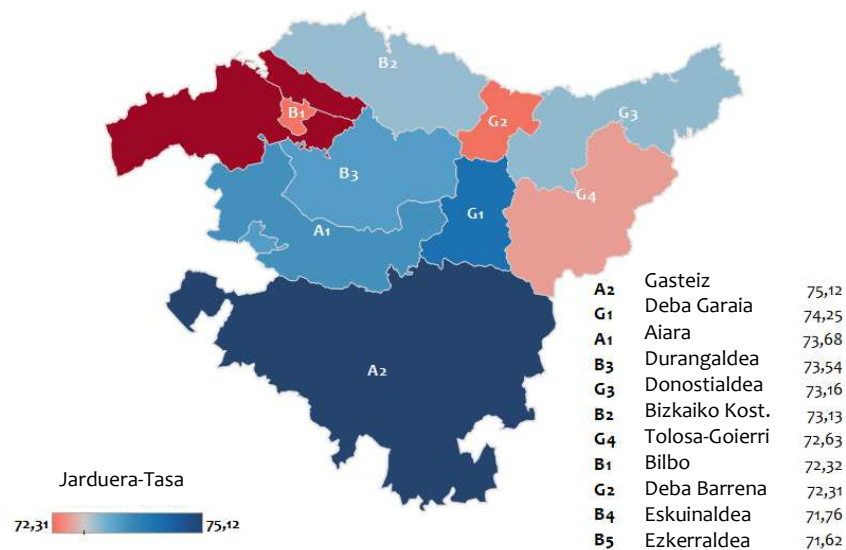 B2
B1
G2
G3
B3
G4
G1
A1
A2
A2 Gasteiz 75,12
G1 Deba Garaia 74,25
A1 Aiara 73,68
B3 Durangaldea 73,54
G3 Donostialdea 73,16
B2 Bizkaiko Kost. 73,13
G4 Tolosa-Goierri 72,63
B1 Bilbo 72,32
G2 Deba Barrena 72,31
B4 Eskuinaldea 71,76
B5 Ezkerraldea 71,62
Jarduera-Tasa
72,31 75,12